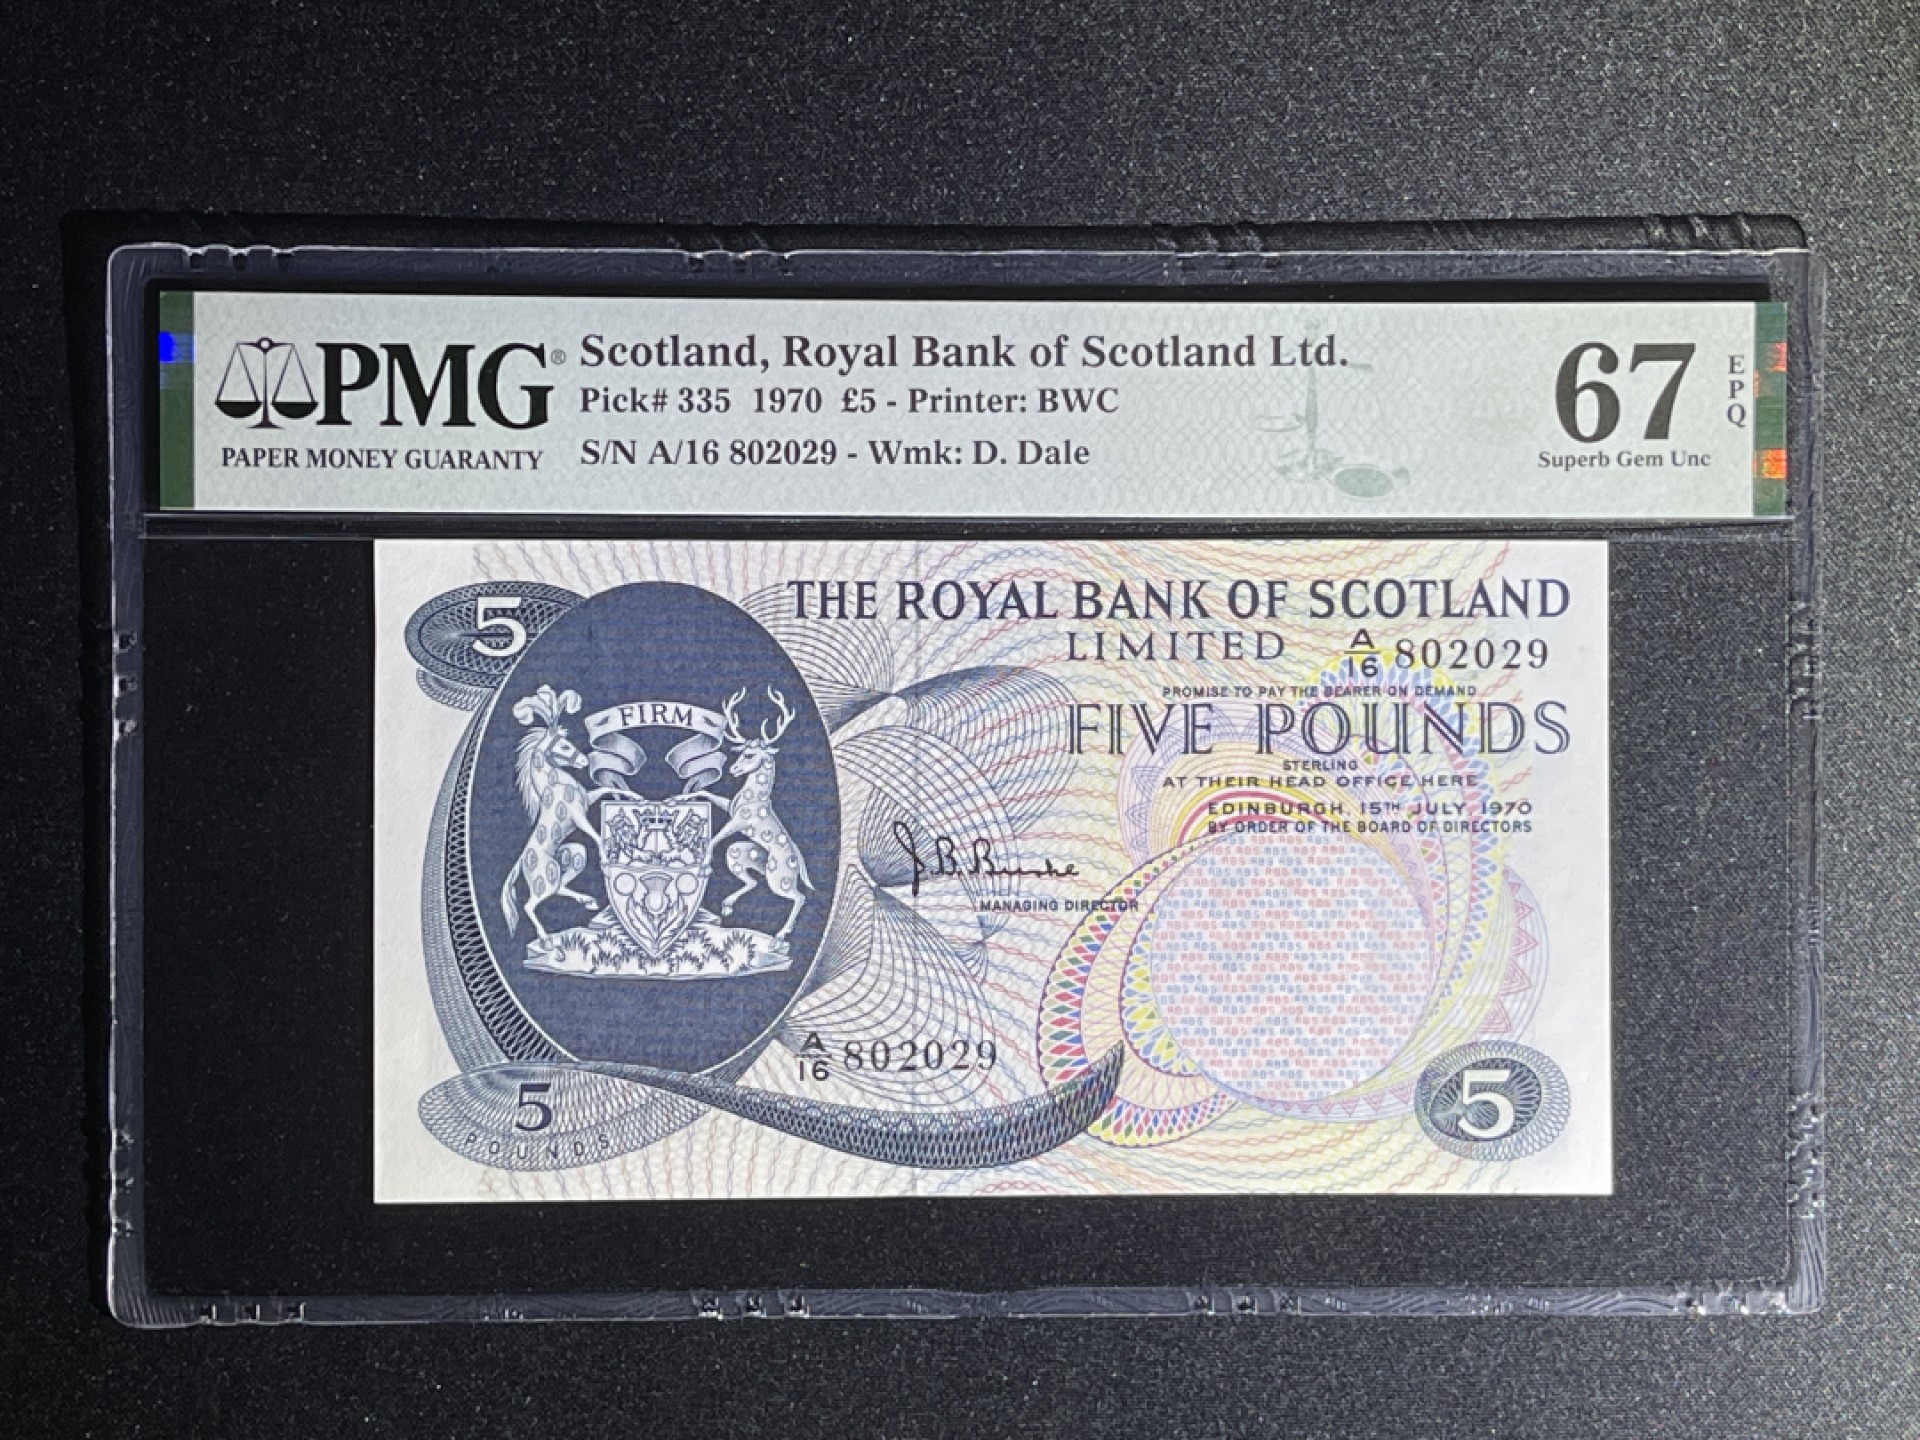 PMG®
PAPER MONEY GUARANTY
Scotland, Royal Bank of Scotland Ltd.
Pick# 335 1970 £5 - Printer: BWC
S/N A/16 802029 - Wmk: D. Dale
67
EPQ
Superb Gem Unc
5
THE ROYAL BANK OF SCOTLAND
LIMITED A/16 802029
PROMISE TO PAY THE BEARER ON DEMAND
FIVE POUNDS
STERLING
AT THEIR HEAD OFFICE HERE
EDINBURGH, 15TH JULY, 1970
BY ORDER OF THE BOARD OF DIRECTORS
FIRM
J. B. Burke
MANAGING DIRECTOR
A/16 802029
5
POUNDS
5